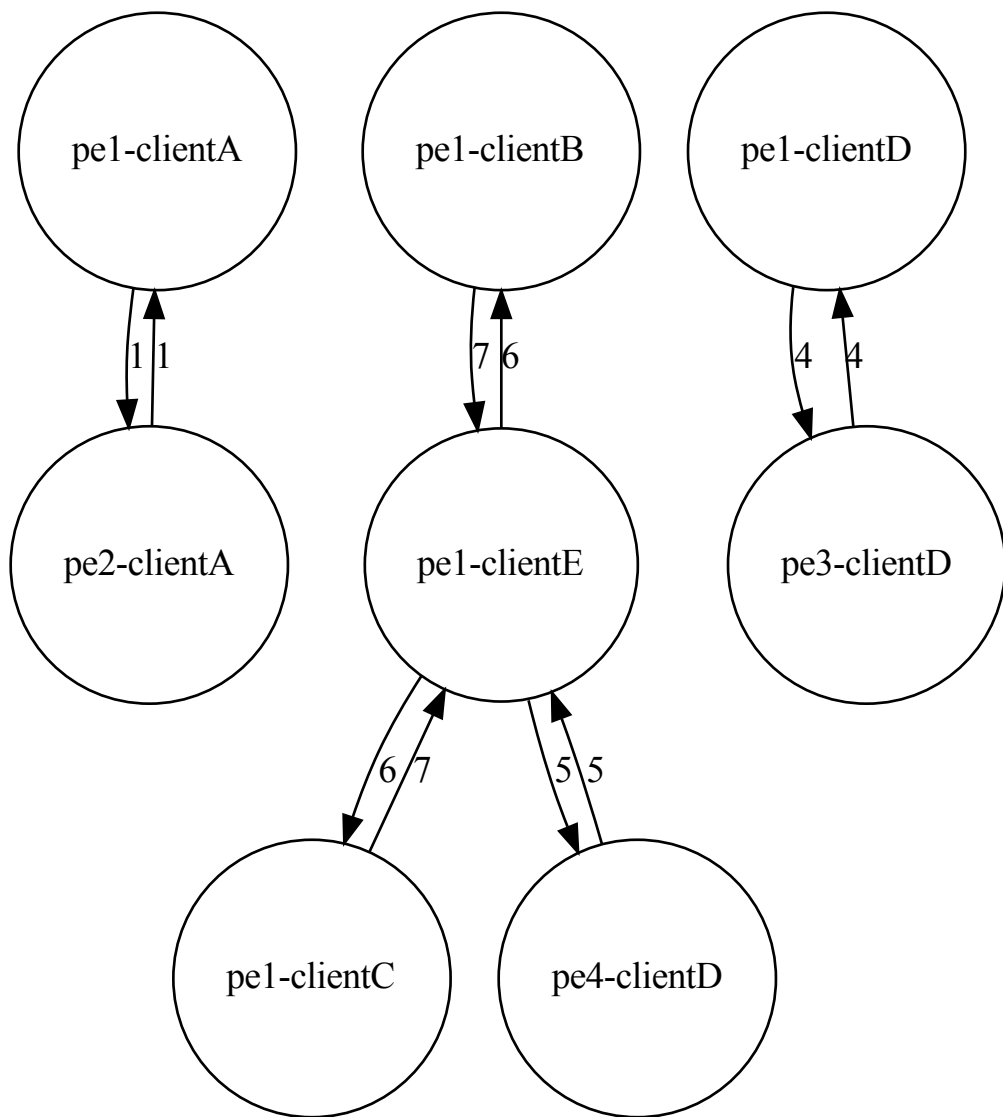 pe1-clientA
pe1-clientB
pe1-clientD
1
1
7
6
4
4
pe2-clientA
pe1-clientE
pe3-clientD
6
7
5
5
pe1-clientC
pe4-clientD